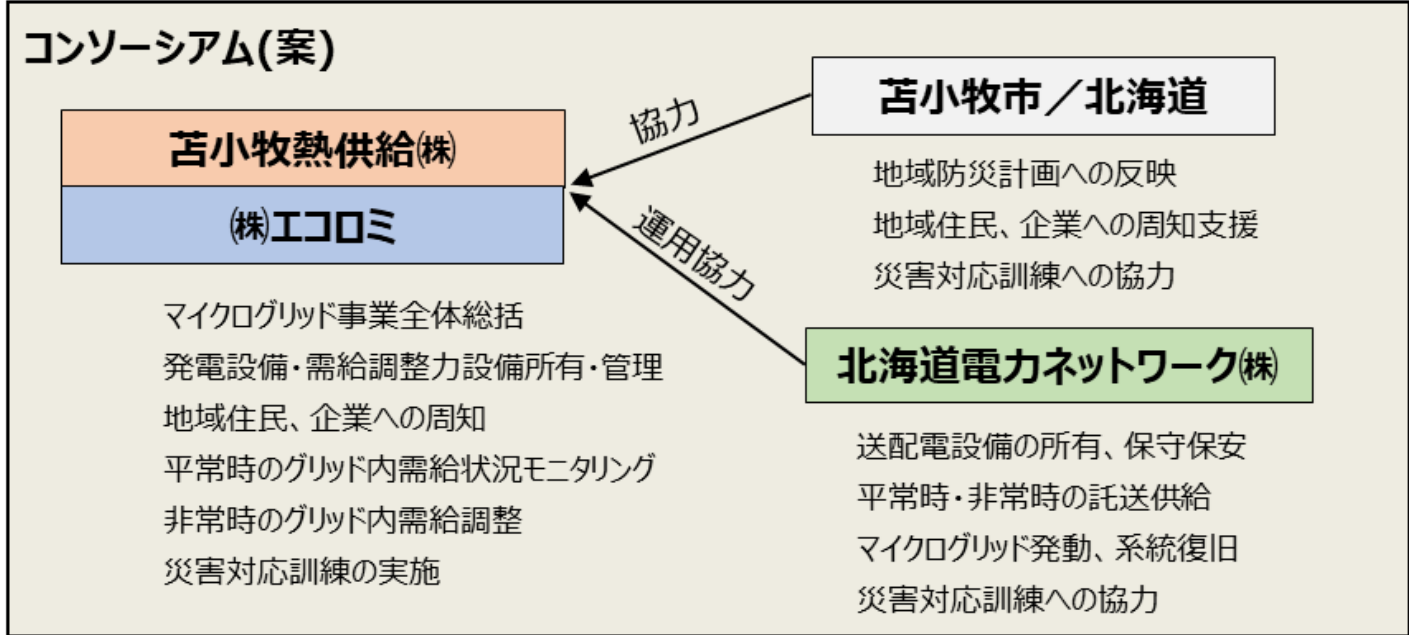 コンソーシアム(案)
苫小牧熱供給㈱
㈱エコロミ
マイクログリッド事業全体総括
発電設備・需給調整力設備所有・管理
地域住民、企業への周知
平常時のグリッド内需給状況モニタリング
非常時のグリッド内需給調整
災害対応訓練の実施
協力
運用協力
苫小牧市／北海道
地域防災計画への反映
地域住民、企業への周知支援
災害対応訓練への協力
北海道電力ネットワーク㈱
送配電設備の所有、保守保安
平常時・非常時の託送供給
マイクログリッド発動、系統復旧
災害対応訓練への協力